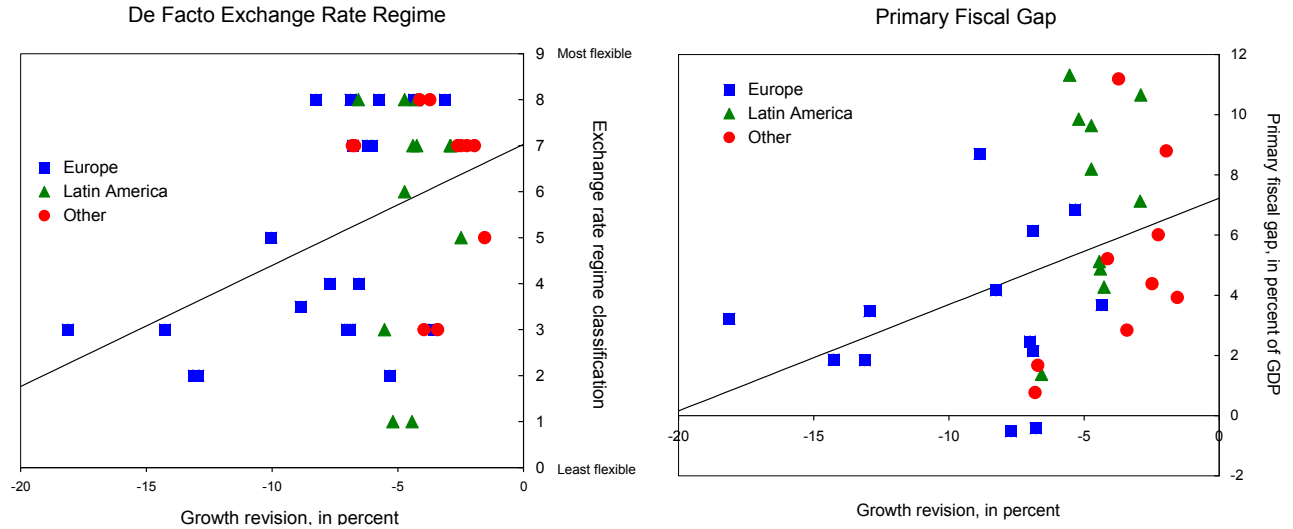 De Facto Exchange Rate Regime
9
Most flexible
8
7
6
5
4
3
2
1
0
Least flexible
Europe
Latin America
Other
Exchange rate regime classification
-20
-15
-10
-5
0
Growth revision, in percent
Primary Fiscal Gap
12
10
8
6
4
2
0
-2
Europe
Latin America
Other
Primary fiscal gap, in percent of GDP
-20
-15
-10
-5
0
Growth revision, in percent